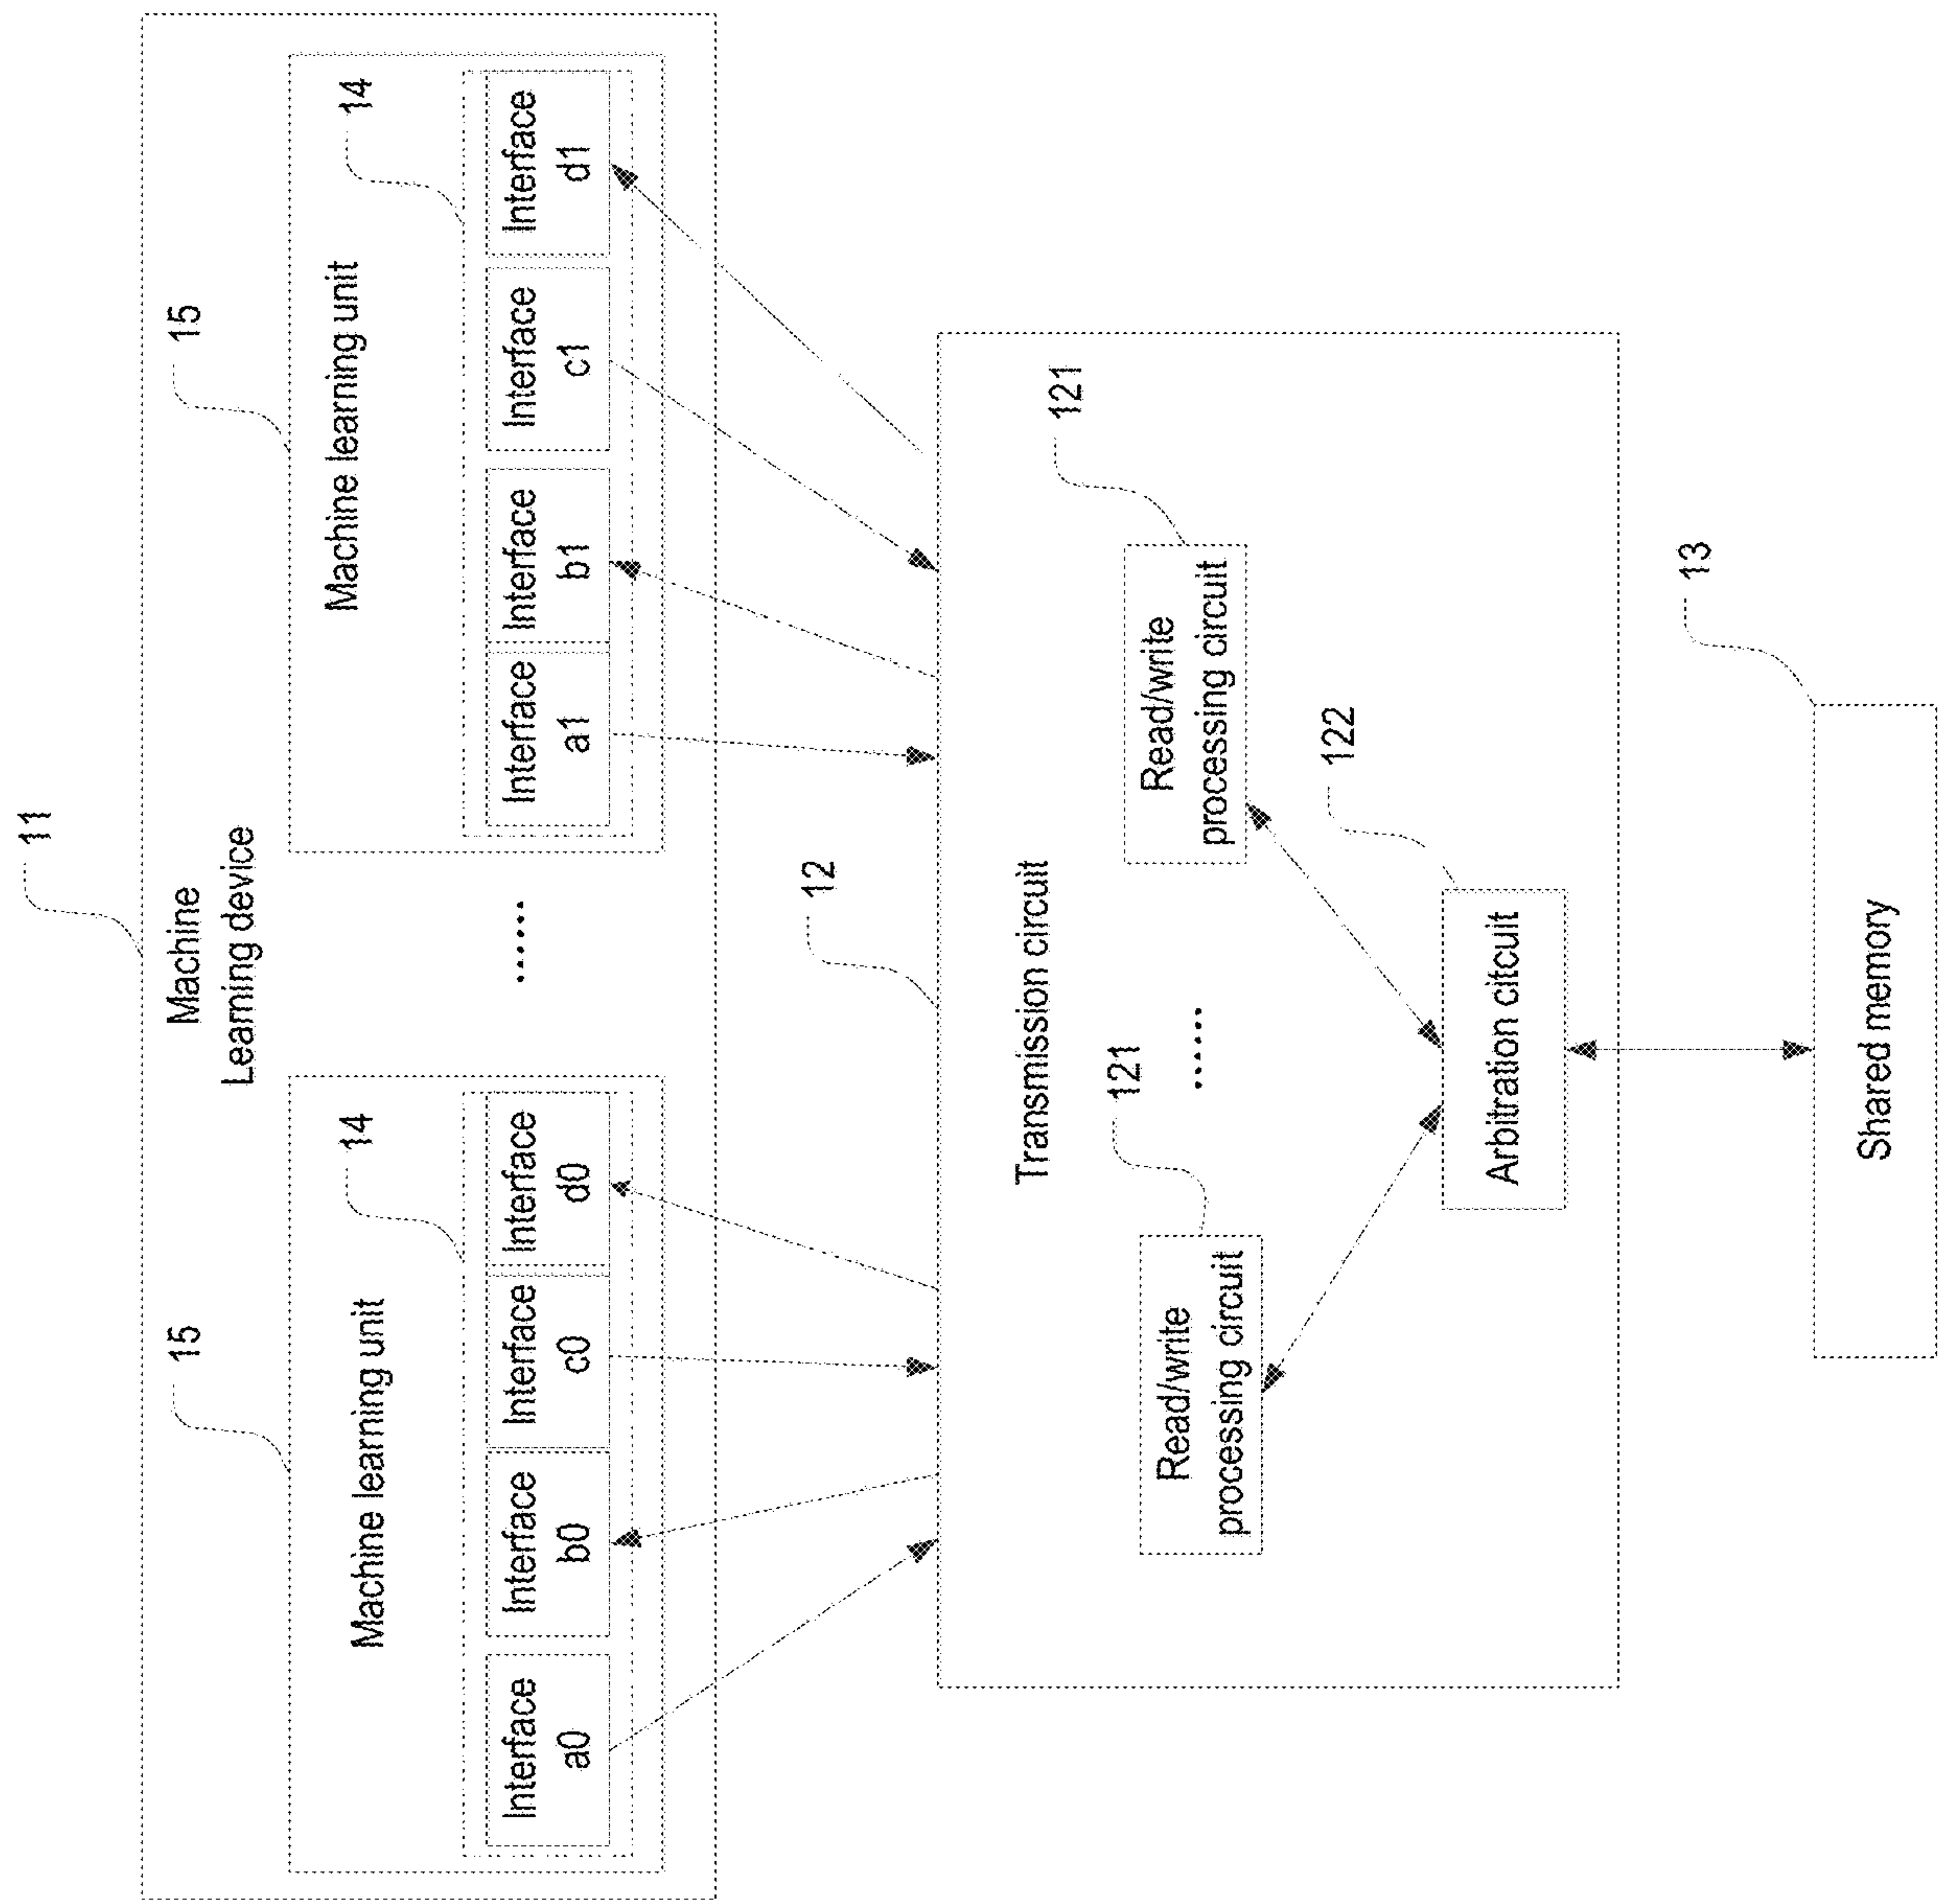 11
Machine
Learning device
15
Machine learning unit
14
Interface
a0
Interface
b0
Interface
c0
Interface
d0
......
15
Machine learning unit
14
Interface
a1
Interface
b1
Interface
c1
Interface
d1
12
Transmission circuit
121
Read/write
processing circuit
......
121
Read/write
processing circuit
122
Arbitration citcuit
13
Shared memory